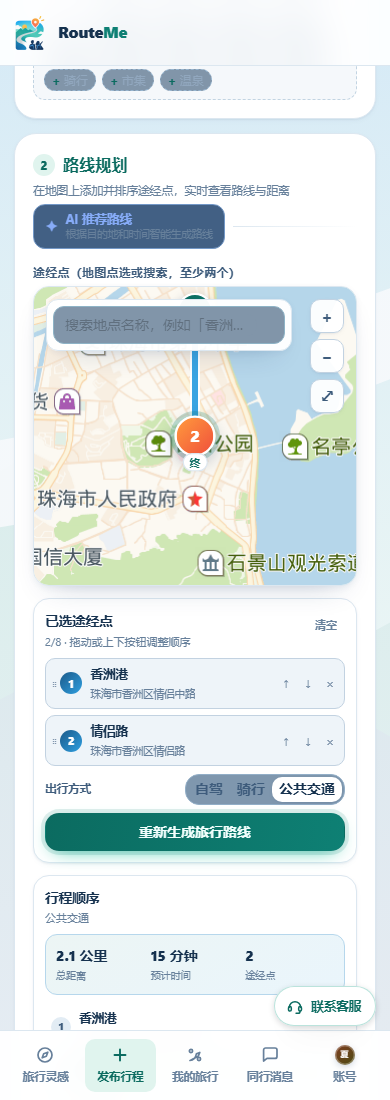 RouteMe
+ 骑行 + 市集 + 温泉
2 路线规划
在地图上添加并排序途经点，实时查看路线与距离
AI 推荐路线
根据目的地和时间智能生成路线
途经点（地图点选或搜索，至少两个）
搜索地点名称，例如「香洲...
+
−
货
2
公园
名亭
终
珠海市人民政府
国信大厦
石景山观光索道
已选途经点
清空
2/8 · 拖动或上下按钮调整顺序
1 香洲港
珠海市香洲区情侣中路
↑ ↓ ×
2 情侣路
珠海市香洲区情侣路
↑ ↓ ×
出行方式 自驾 骑行 公共交通
重新生成旅行路线
行程顺序
公共交通
2.1 公里 15 分钟 2
总距离 预计时间 途经点
联系客服
1 香洲港
夏
旅行灵感 发布行程 我的旅行 同行消息 账号